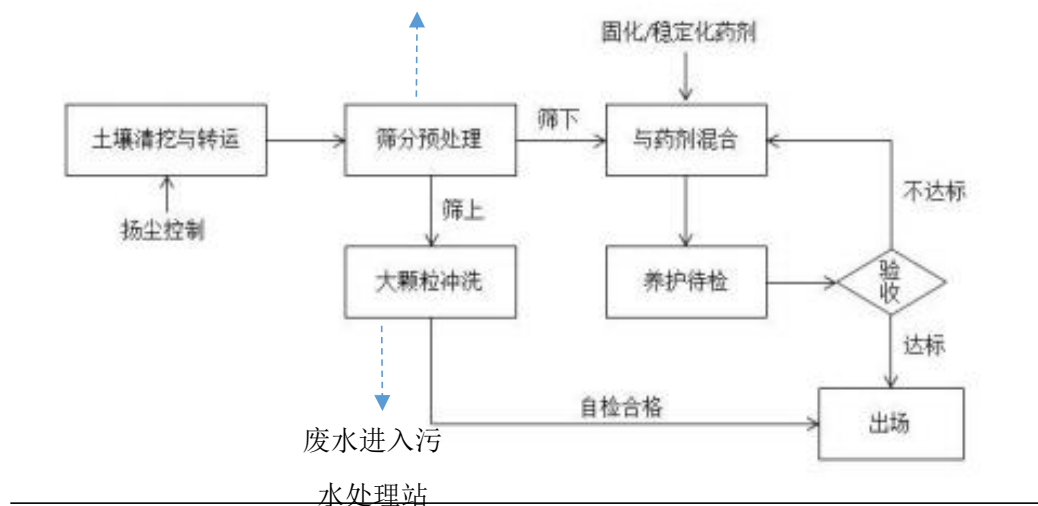 固化/稳定化药剂
土壤清挖与转运
筛分预处理
筛下
与药剂混合
不达标
扬尘控制
筛上
大颗粒冲洗
养护待检
验
收
达标
自检合格
出场
废水进入污
水处理站